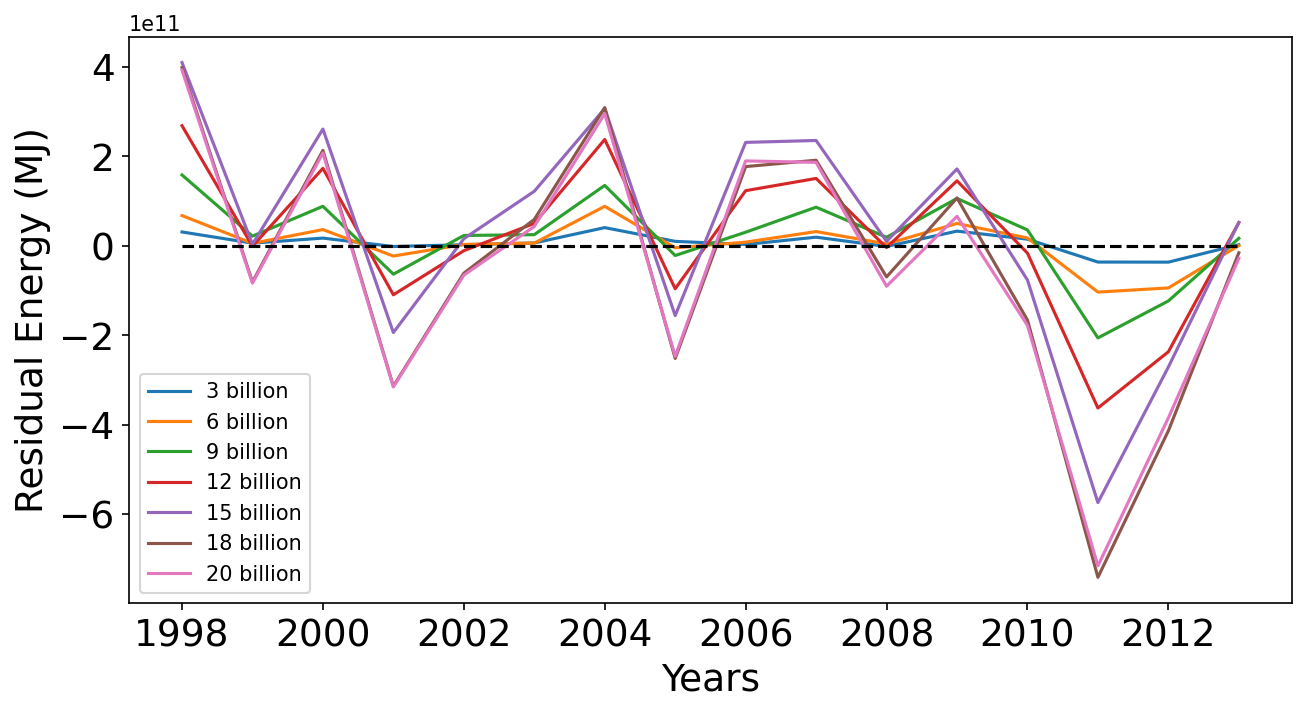 1e11
4
2
0
−2
−4
−6
Residual Energy (MJ)
3 billion
6 billion
9 billion
12 billion
15 billion
18 billion
20 billion
1998 2000 2002 2004 2006 2008 2010 2012
Years